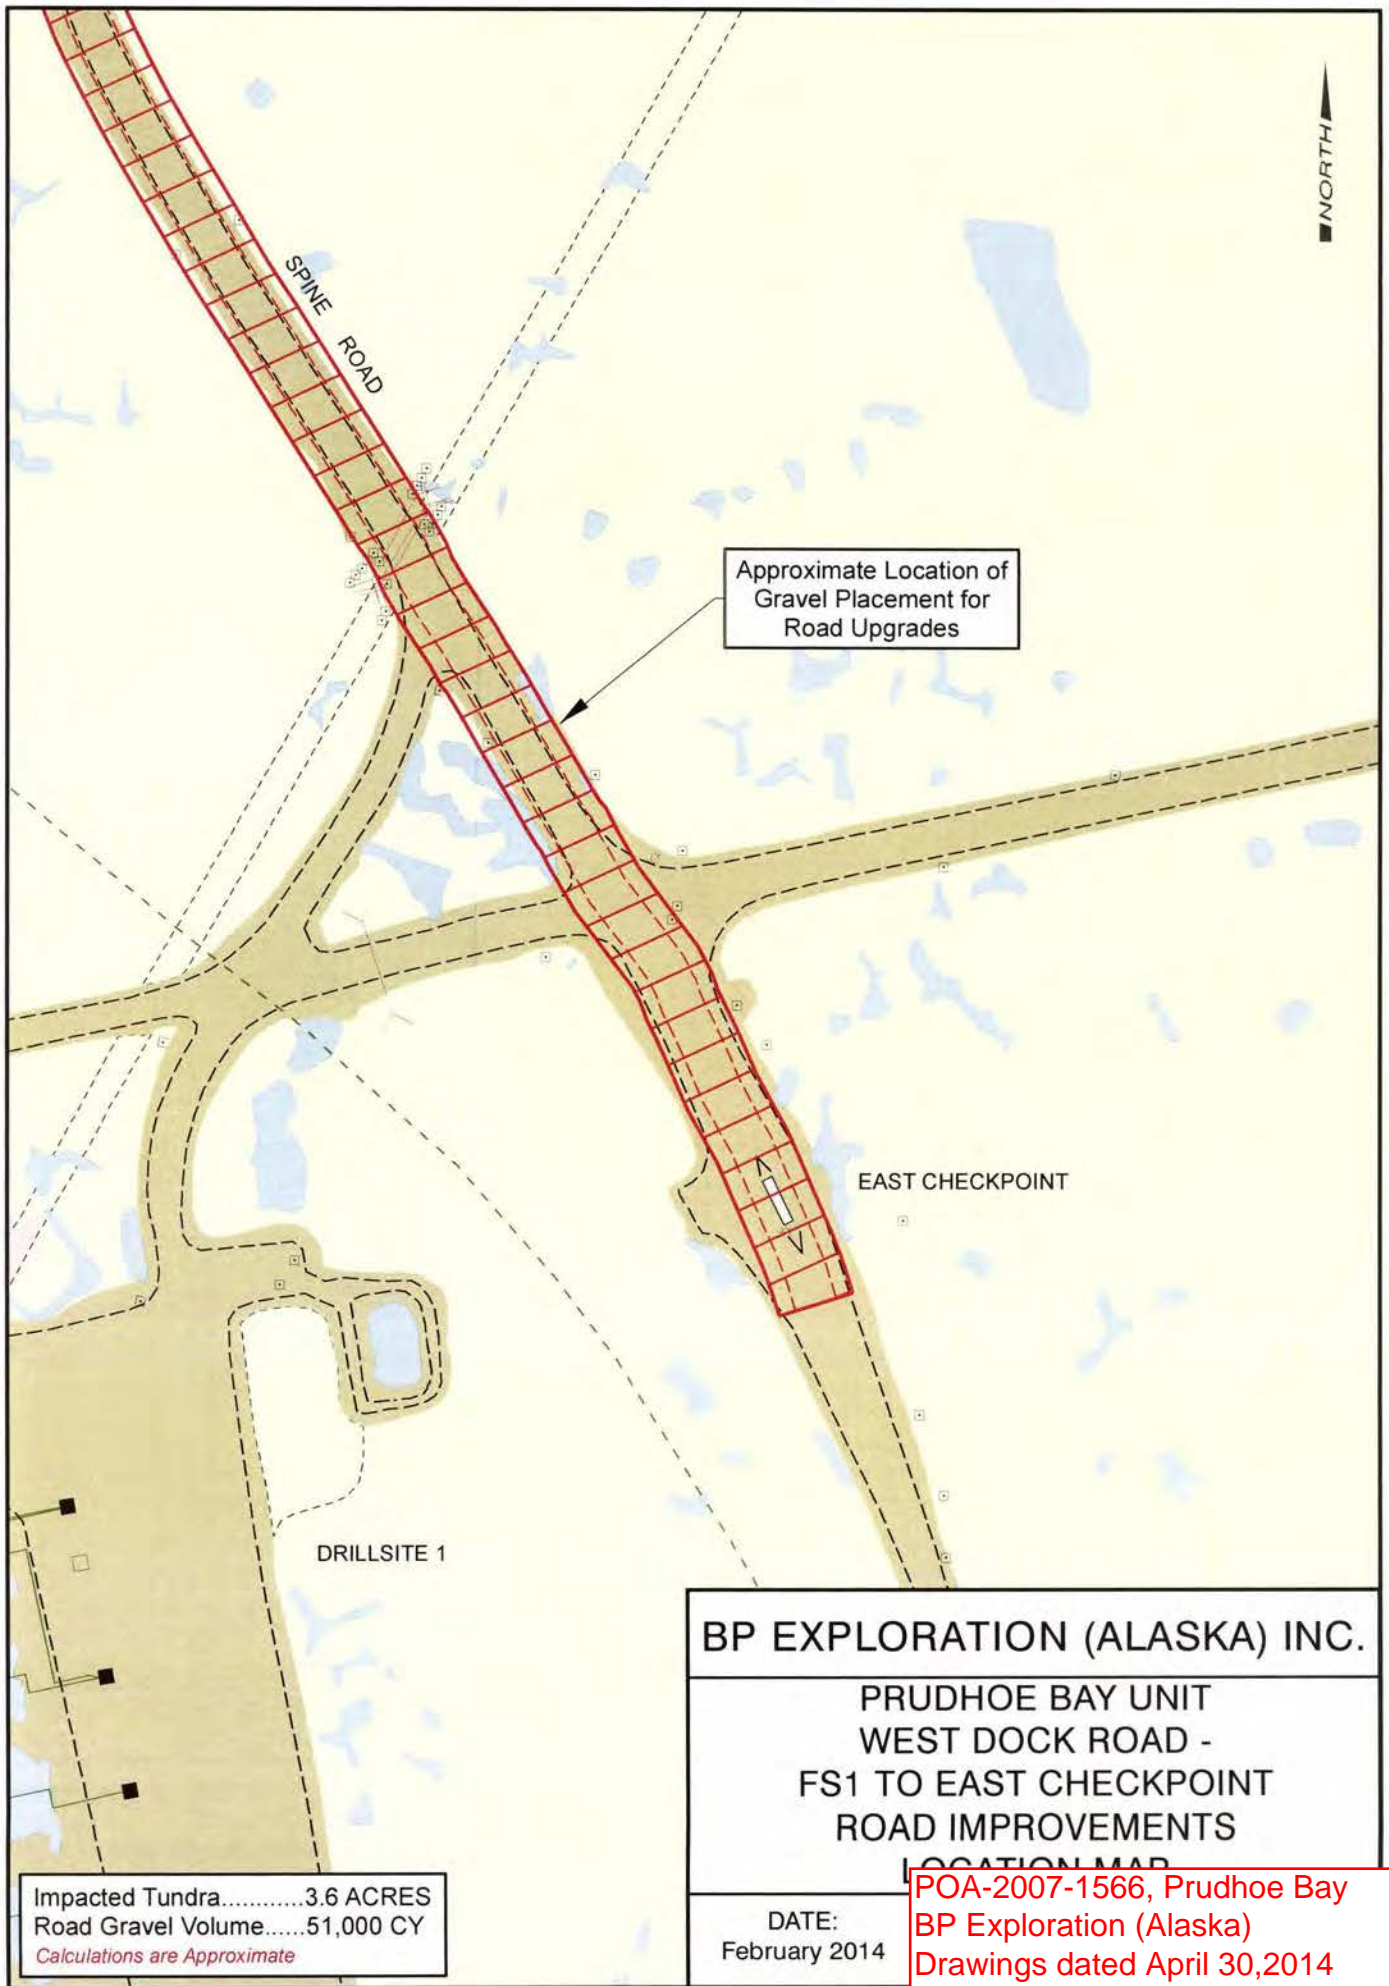 NORTH
SPINE ROAD
Approximate Location of
Gravel Placement for
Road Upgrades
EAST CHECKPOINT
DRILLSITE 1
BP EXPLORATION (ALASKA) INC.
PRUDHOE BAY UNIT
WEST DOCK ROAD -
FS1 TO EAST CHECKPOINT
ROAD IMPROVEMENTS
LOCATION MAP
Impacted Tundra............3.6 ACRES
Road Gravel Volume......51,000 CY
Calculations are Approximate
DATE:
February 2014
POA-2007-1566, Prudhoe Bay
BP Exploration (Alaska)
Drawings dated April 30,2014